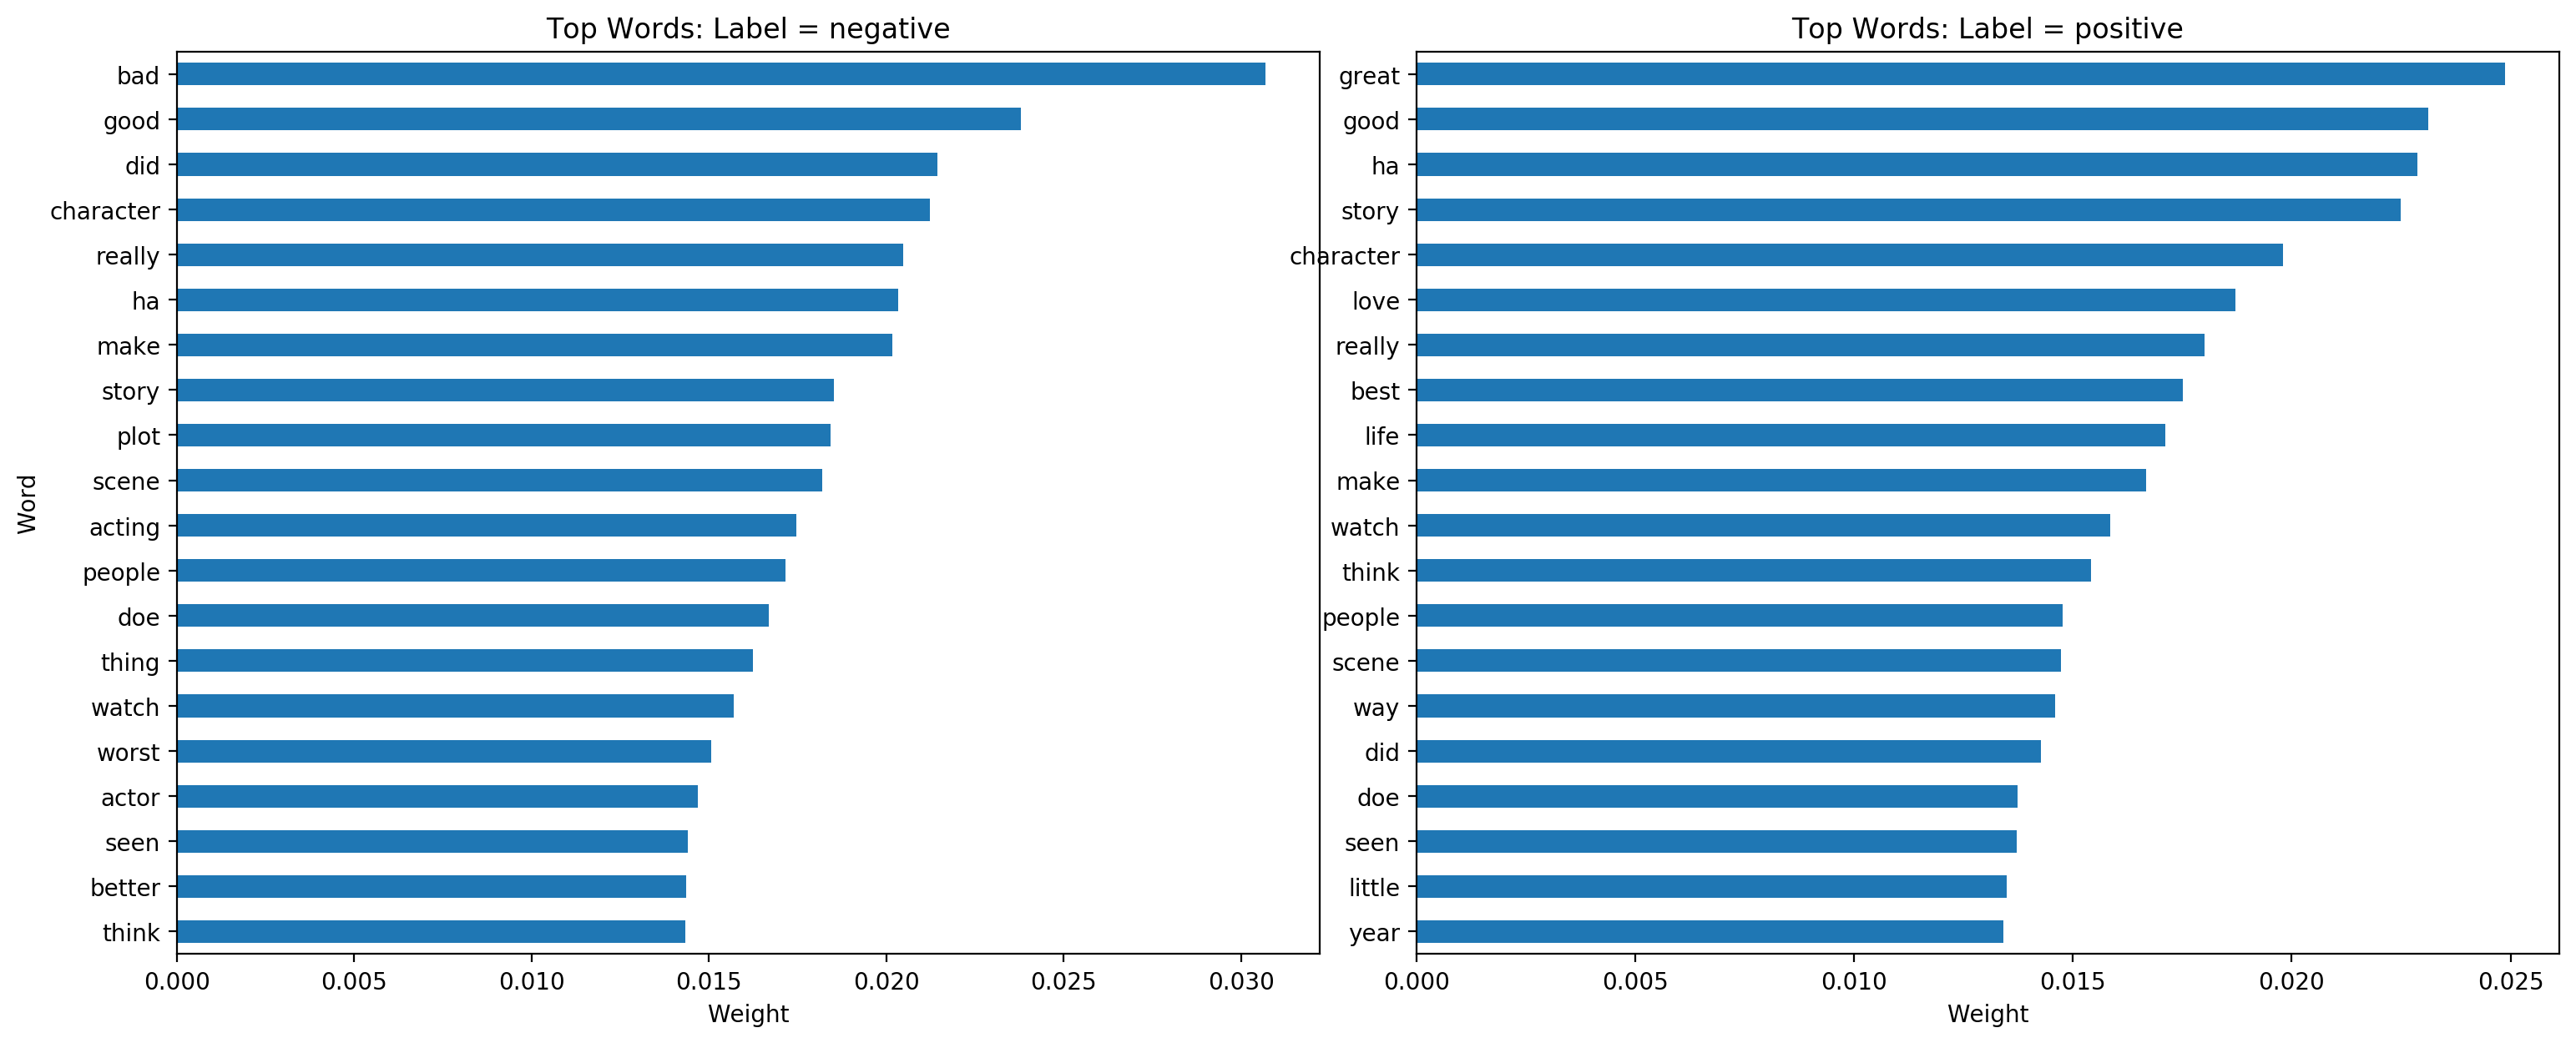 Top Words: Label = negative
Word
bad
good
did
character
really
ha
make
story
plot
scene
acting
people
doe
thing
watch
worst
actor
seen
better
think
0.000 0.005 0.010 0.015 0.020 0.025 0.030
Weight
Top Words: Label = positive
great
good
ha
story
character
love
really
best
life
make
watch
think
people
scene
way
did
doe
seen
little
year
0.000 0.005 0.010 0.015 0.020 0.025
Weight